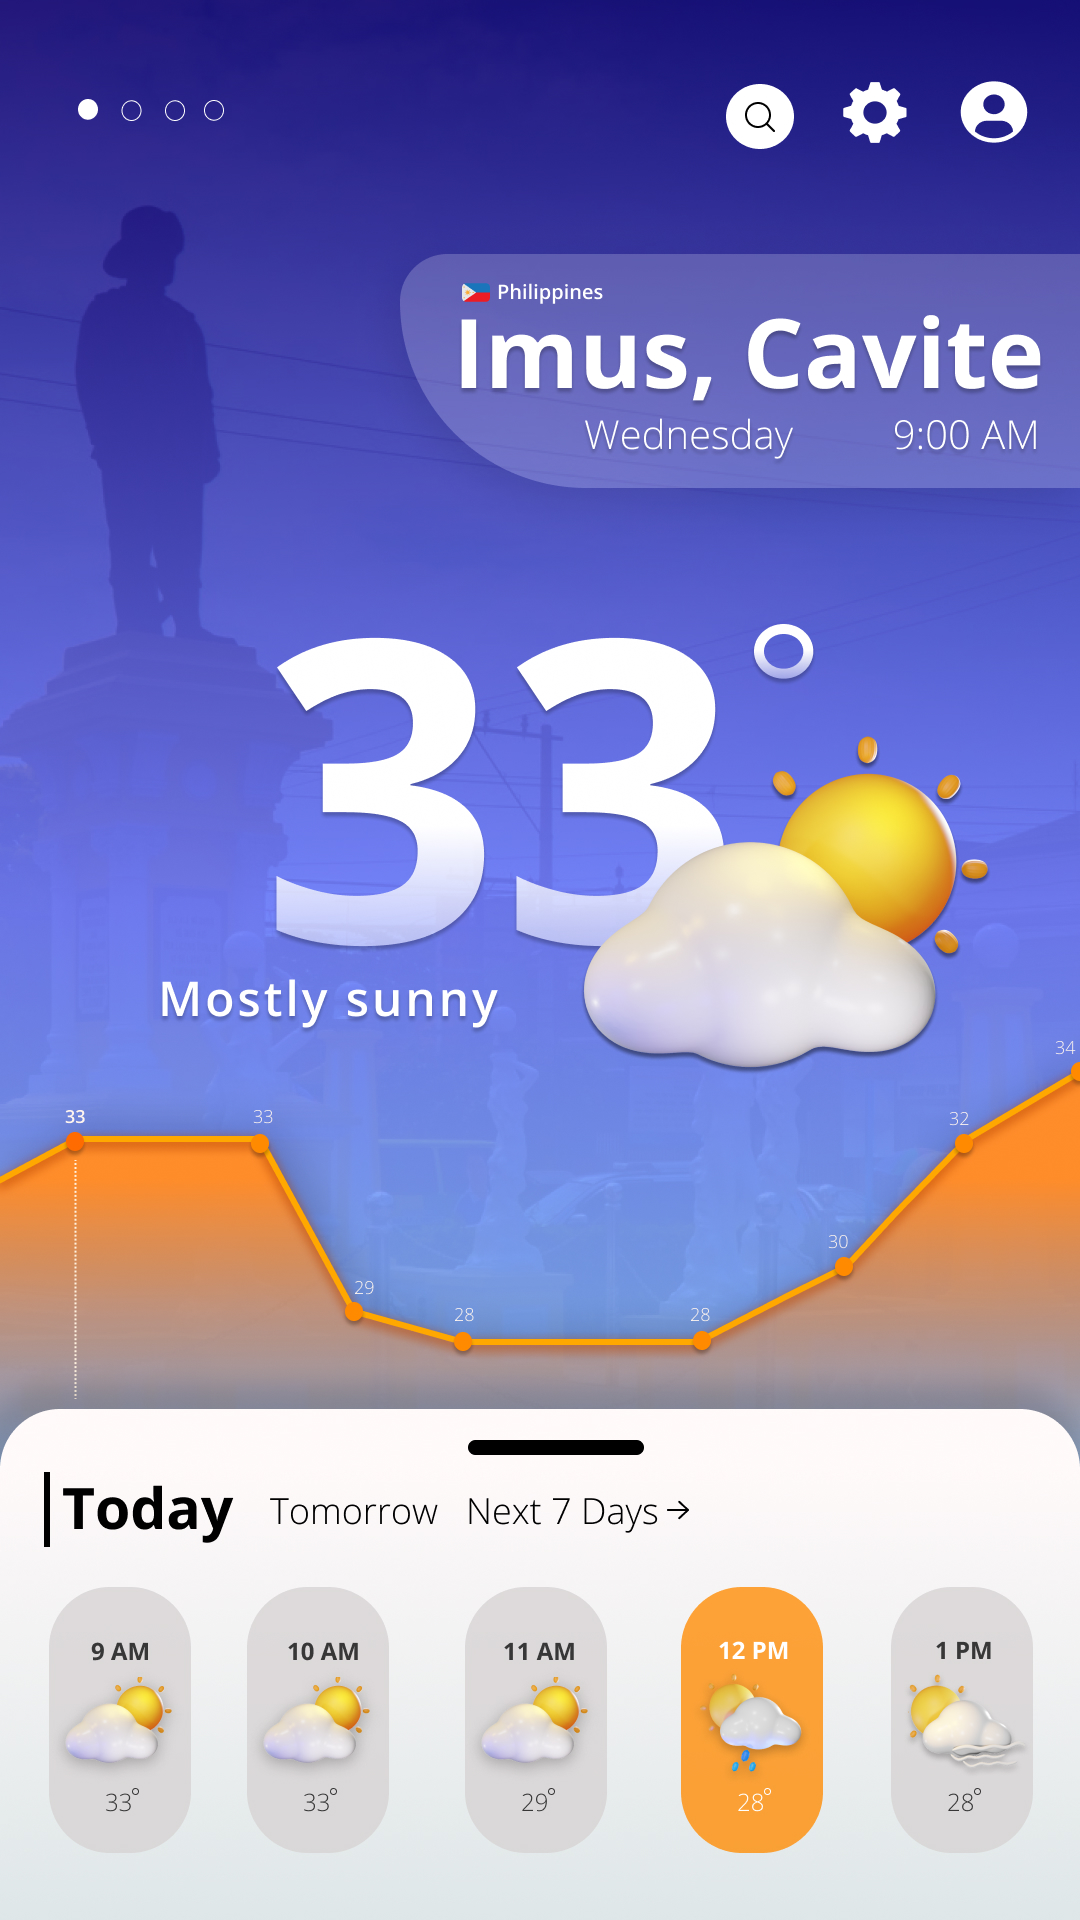 Philippines
Imus, Cavite
Wednesday 9:00 AM
33°
Mostly sunny
34
33 33 32
30
29
28 28
Today Tomorrow Next 7 Days →
9 AM 10 AM 11 AM 12 PM 1 PM
33° 33° 29° 28° 28°